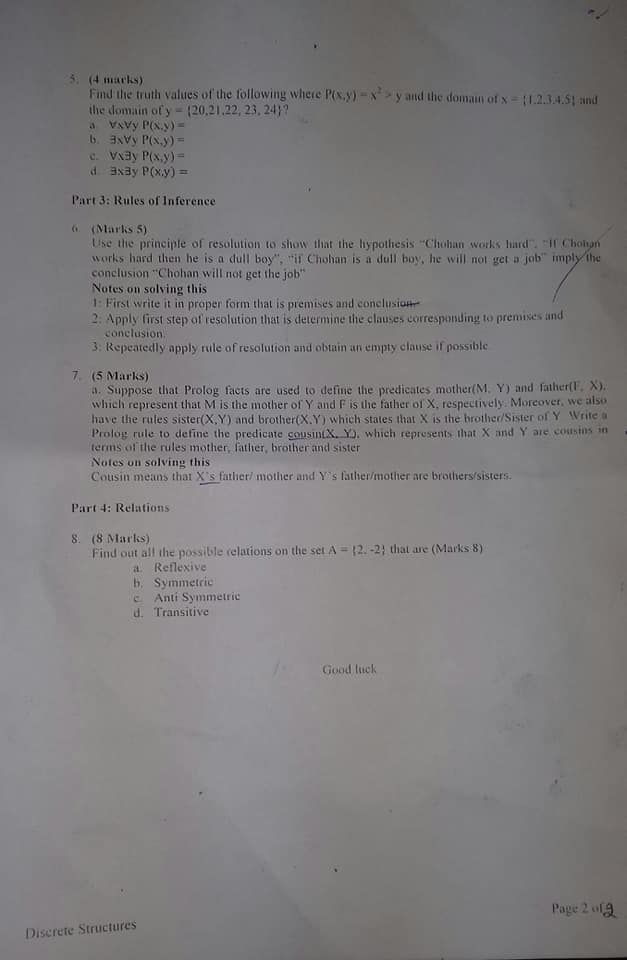 5. (4 marks)
Find the truth values of the following where P(x,y) = x² > y and the domain of x = {1,2,3,4,5} and
the domain of y = {20,21,22, 23, 24}?
a. ∀x∀y P(x,y) =
b. ∃x∀y P(x,y) =
c. ∀x∃y P(x,y) =
d. ∃x∃y P(x,y) =
Part 3: Rules of Inference
6. (Marks 5)
Use the principle of resolution to show that the hypothesis "Chohan works hard", "If Chohan
works hard then he is a dull boy", "if Chohan is a dull boy, he will not get a job" imply the
conclusion "Chohan will not get the job"
Notes on solving this
1: First write it in proper form that is premises and conclusion.
2: Apply first step of resolution that is determine the clauses corresponding to premises and
conclusion.
3: Repeatedly apply rule of resolution and obtain an empty clause if possible
7. (5 Marks)
a. Suppose that Prolog facts are used to define the predicates mother(M, Y) and father(F, X),
which represent that M is the mother of Y and F is the father of X, respectively. Moreover, we also
have the rules sister(X,Y) and brother(X,Y) which states that X is the brother/Sister of Y Write a
Prolog rule to define the predicate cousin(X, Y), which represents that X and Y are cousins in
terms of the rules mother, father, brother and sister
Notes on solving this
Cousin means that X's father/ mother and Y's father/mother are brothers/sisters.
Part 4: Relations
8. (8 Marks)
Find out all the possible relations on the set A = {2, -2} that are (Marks 8)
a. Reflexive
b. Symmetric
c. Anti Symmetric
d. Transitive
Good luck
Page 2 of 2
Discrete Structures